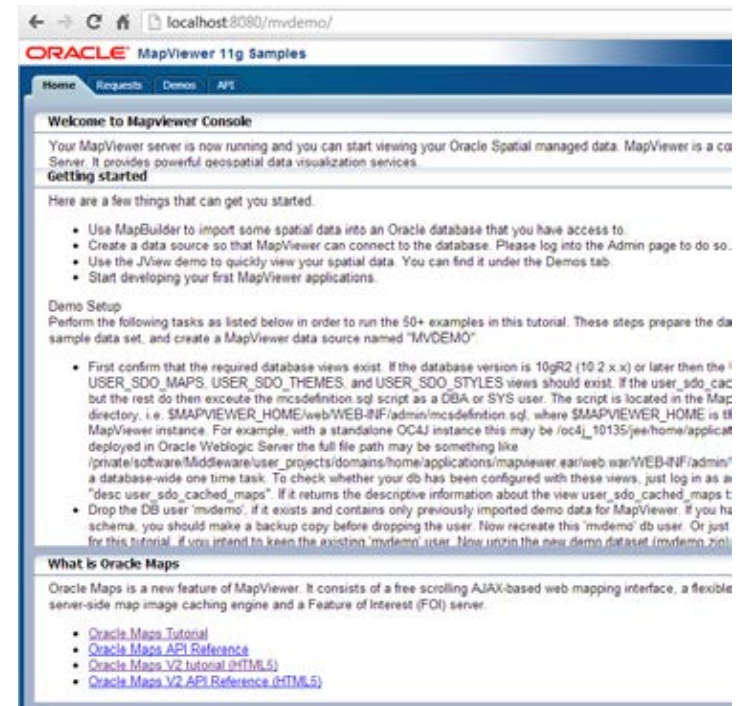 localhost:8080/mvdemo/
ORACLE MapViewer 11g Samples
Home Requests Demos API
Welcome to Mapviewer Console
Your MapViewer server is now running and you can start viewing your Oracle Spatial managed data. MapViewer is a
Server. It provides powerful geospatial data visualization services.
Getting started
Here are a few things that can get you started.
• Use MapBuilder to import some spatial data into an Oracle database that you have access to.
• Create a data source so that MapViewer can connect to the database. Please log into the Admin page to do so.
• Use the JView demo to quickly view your spatial data. You can find it under the Demos tab.
• Start developing your first MapViewer applications.
Demo Setup
Perform the following tasks as listed below in order to run the 50+ examples in this tutorial. These steps prepare the
sample data set, and create a MapViewer data source named "MVDEMO".
• First confirm that the required database views exist. If the database version is 10gR2 (10.2.x.x) or later then the
USER_SDO_MAPS, USER_SDO_THEMES, and USER_SDO_STYLES views should exist. If the
but the rest do then exceute the mcsdefinition.sql script as a DBA or SYS user. The script is located in the
directory, i.e. $MAPVIEWER_HOME/web/WEB-INF/admin/mcsdefinition.sql, where $MAPVIEWER_HOME is
MapViewer instance. For example, with a standalone OC4J instance this may be
deployed in Oracle Weblogic Server the full file path may be something like
/private/software/Middleware/user_projects/domains/home/applications/mapviewer.ear/web.war/WEB-INF/admin/
a database-wide one time task. To check whether your db has been configured with these views, just log in as
"desc user_sdo_cached_maps". If it returns the descriptive information about the view user_sdo_cached_maps
• Drop the DB user 'mvdemo', if it exists and contains only previously imported demo data for MapViewer. If you
schema, you should make a backup copy before dropping the user. Now recreate this 'mvdemo' db user. Or just
for this tutorial, if you intend to keep the existing 'mvdemo' user. Now unzip the new demo dataset (mvdemo.zip)
What is Oracle Maps
Oracle Maps is a new feature of MapViewer. It consists of a free scrolling AJAX-based web mapping interface, a flexible
server-side map image caching engine and a Feature of Interest (FOI) server.
• Oracle Maps Tutorial
• Oracle Maps API Reference
• Oracle Maps V2 tutorial (HTML5)
• Oracle Maps V2 API Reference (HTML5)